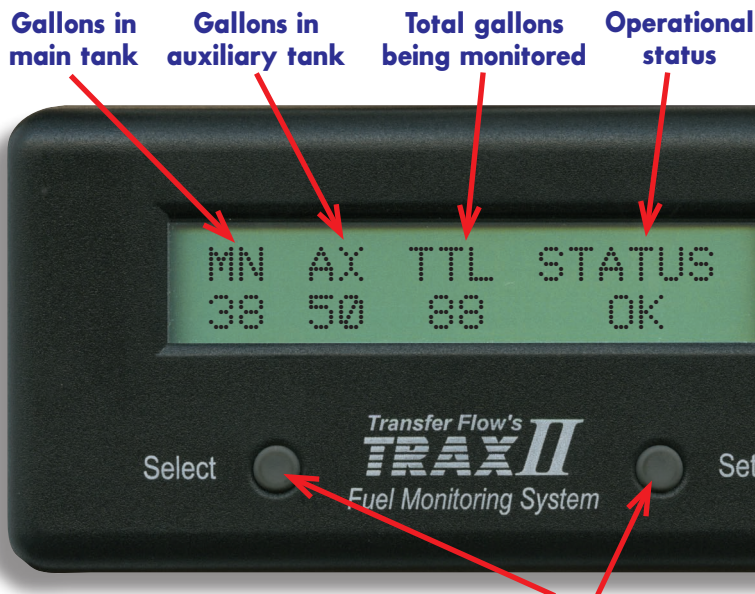 Gallons in
main tank
Gallons in
auxiliary tank
Total gallons
being monitored
Operational
status
MN AX TTL STATUS
38 50 88 OK
Select
Transfer Flow's
TRAX II
Fuel Monitoring System
Set